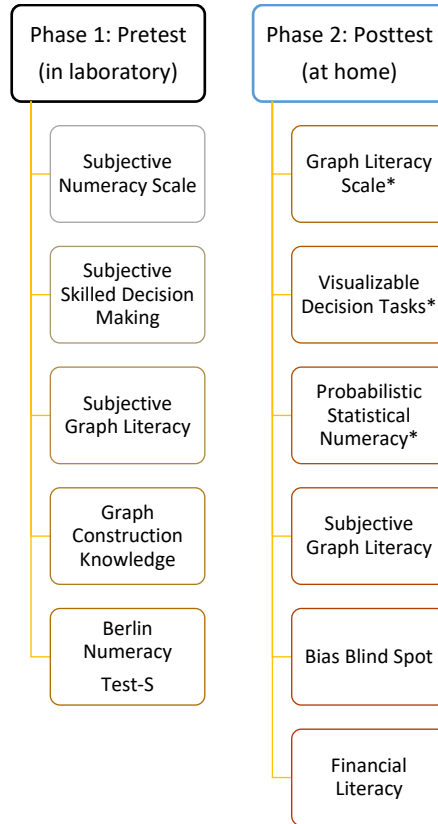 Phase 1: Pretest
(in laboratory)
Subjective
Numeracy Scale
Subjective
Skilled Decision
Making
Subjective
Graph Literacy
Graph
Construction
Knowledge
Berlin
Numeracy
Test-S
Phase 2: Posttest
(at home)
Graph Literacy
Scale*
Visualizable
Decision Tasks*
Probabilistic
Statistical
Numeracy*
Subjective
Graph Literacy
Bias Blind Spot
Financial
Literacy